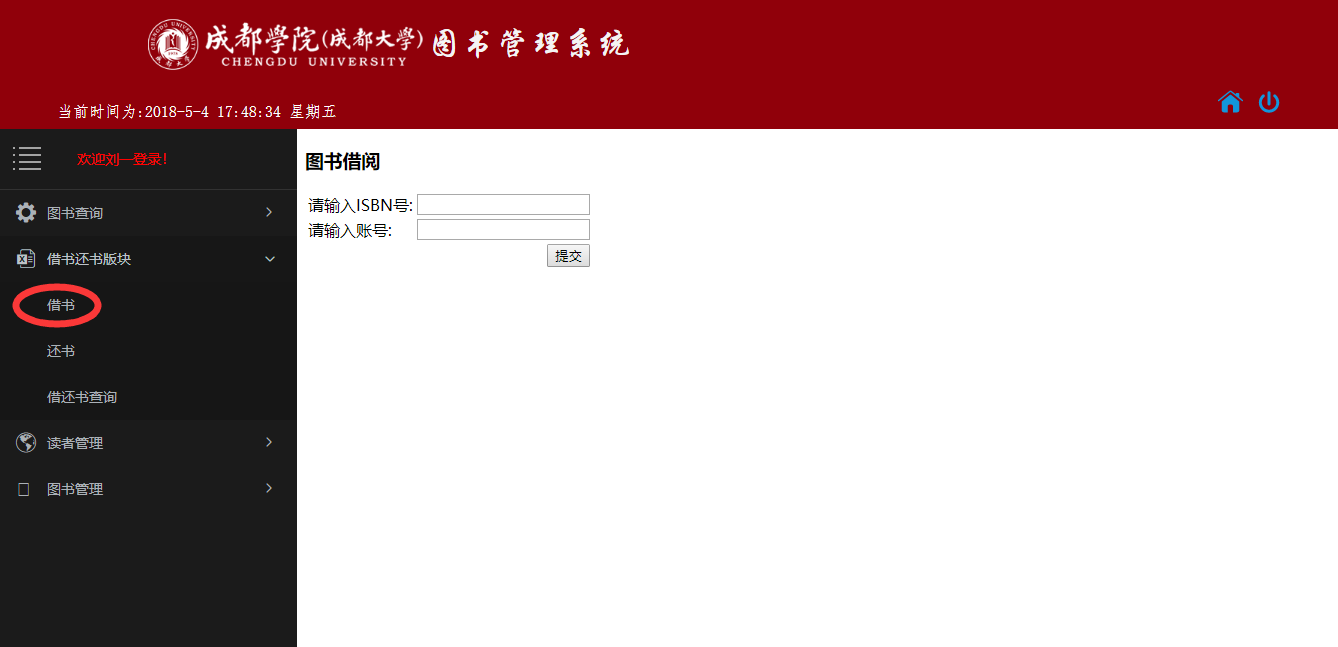 成都学院(成都大学)图书管理系统
CHENGDU UNIVERSITY
当前时间为:2018-5-4 17:48:34 星期五
欢迎刘一登录!
图书查询
借书还书版块
借书
还书
借还书查询
读者管理
图书管理
图书借阅
请输入ISBN号:
请输入账号:
提交